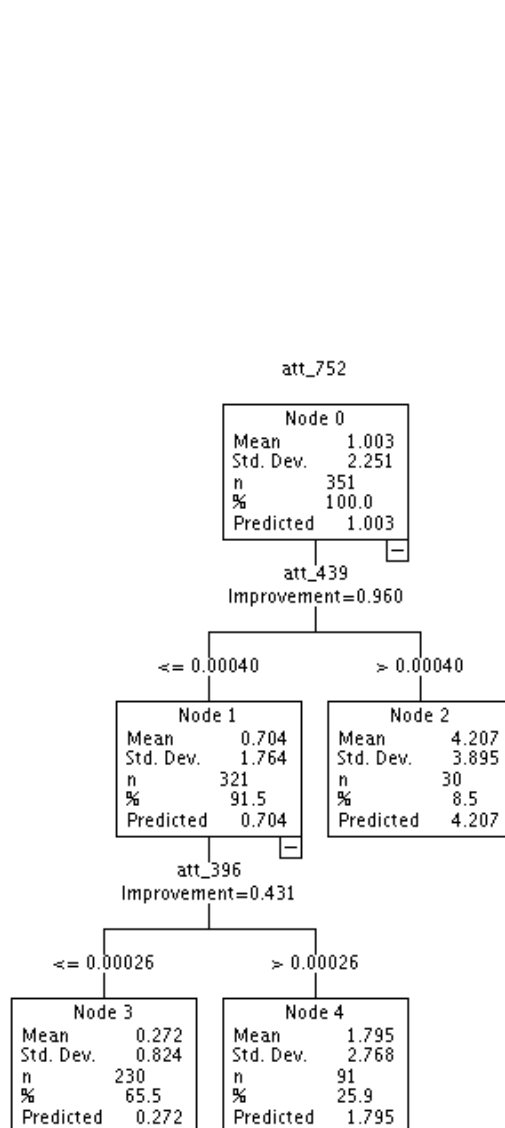 att_752
Node 0
Mean 1.003
Std. Dev. 2.251
n 351
% 100.0
Predicted 1.003
att_439
Improvement=0.960
<= 0.00040
> 0.00040
Node 1
Mean 0.704
Std. Dev. 1.764
n 321
% 91.5
Predicted 0.704
Node 2
Mean 4.207
Std. Dev. 3.895
n 30
% 8.5
Predicted 4.207
att_396
Improvement=0.431
<= 0.00026
> 0.00026
Node 3
Mean 0.272
Std. Dev. 0.824
n 230
% 65.5
Predicted 0.272
Node 4
Mean 1.795
Std. Dev. 2.768
n 91
% 25.9
Predicted 1.795